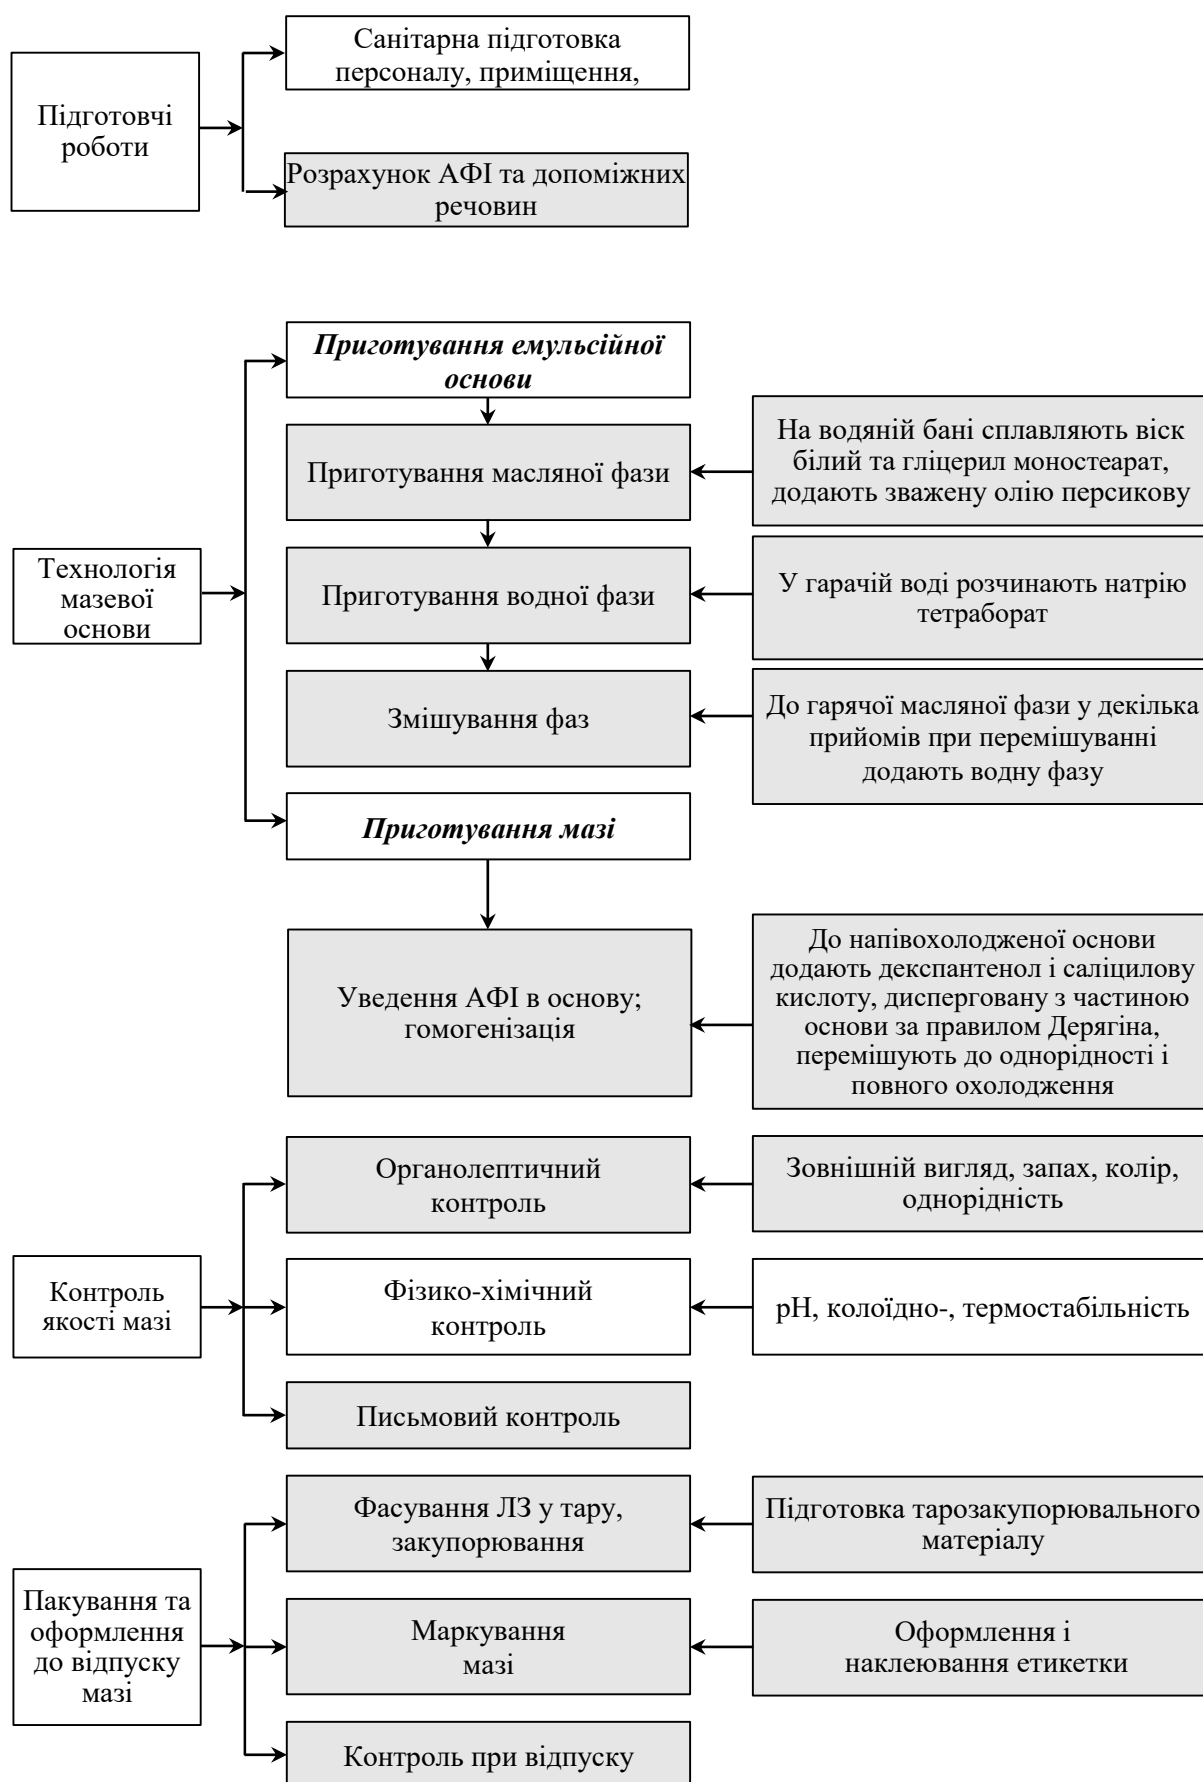 Санітарна підготовка
персоналу, приміщення,
Підготовчі
роботи
Розрахунок АФІ та допоміжних
речовин
Приготування емульсійної
основи
Приготування масляної фази
На водяній бані сплавляють віск
білий та гліцерил моностеарат,
додають зважену олію персикову
Технологія
мазевої
основи
Приготування водної фази
У гарачій воді розчинають натрію
тетраборат
Змішування фаз
До гарячої масляної фази у декілька
прийомів при перемішуванні
додають водну фазу
Приготування мазі
Уведення АФІ в основу;
гомогенізація
До напівохолодженої основи
додають декспантенол і саліцилову
кислоту, дисперговану з частиною
основи за правилом Дерягіна,
перемішують до однорідності і
повного охолодження
Органолептичний
контроль
Зовнішній вигляд, запах, колір,
однорідність
Контроль
якості мазі
Фізико-хімічний
контроль
рН, колоїдно-, термостабільність
Письмовий контроль
Фасування ЛЗ у тару,
закупорювання
Підготовка тарозакупорювального
матеріалу
Пакування та
оформлення
до відпуску
мазі
Маркування
мазі
Оформлення і
наклеювання етикетки
Контроль при відпуску